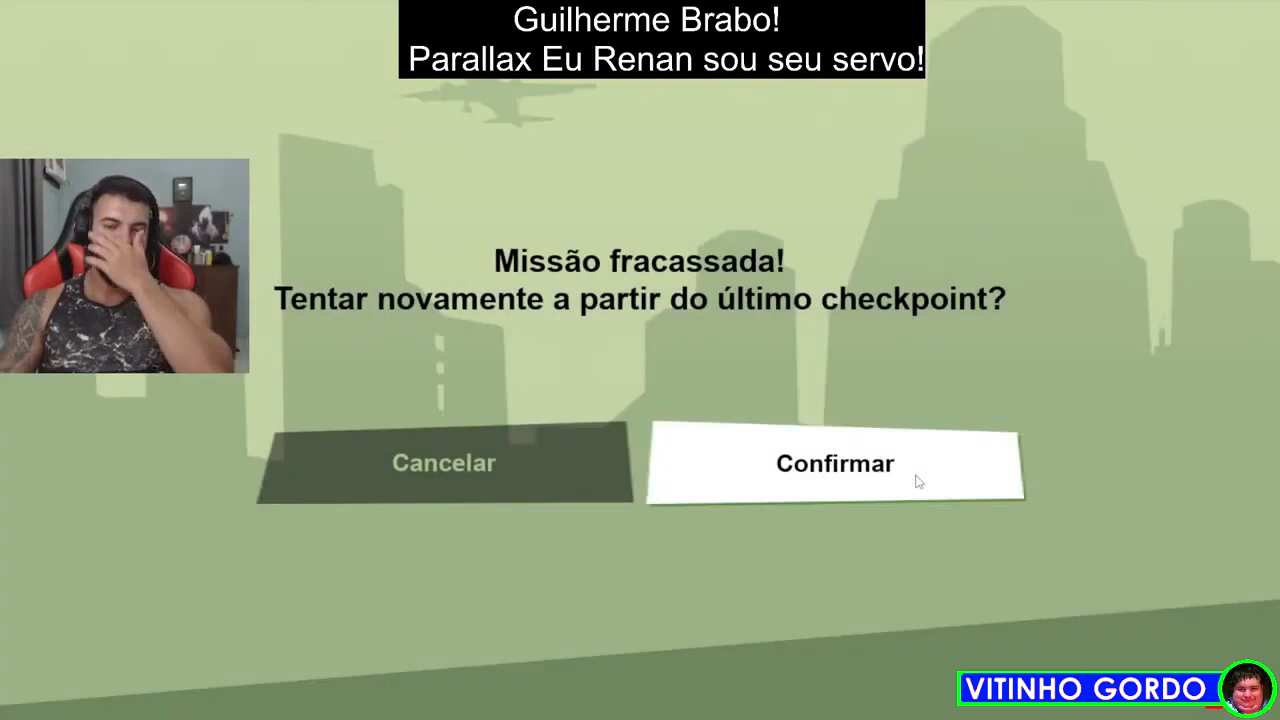 Guilherme Brabo!
Parallax Eu Renan sou seu servo!
Missão fracassada!
Tentar novamente a partir do último checkpoint?
Cancelar
Confirmar
VITINHO GORDO